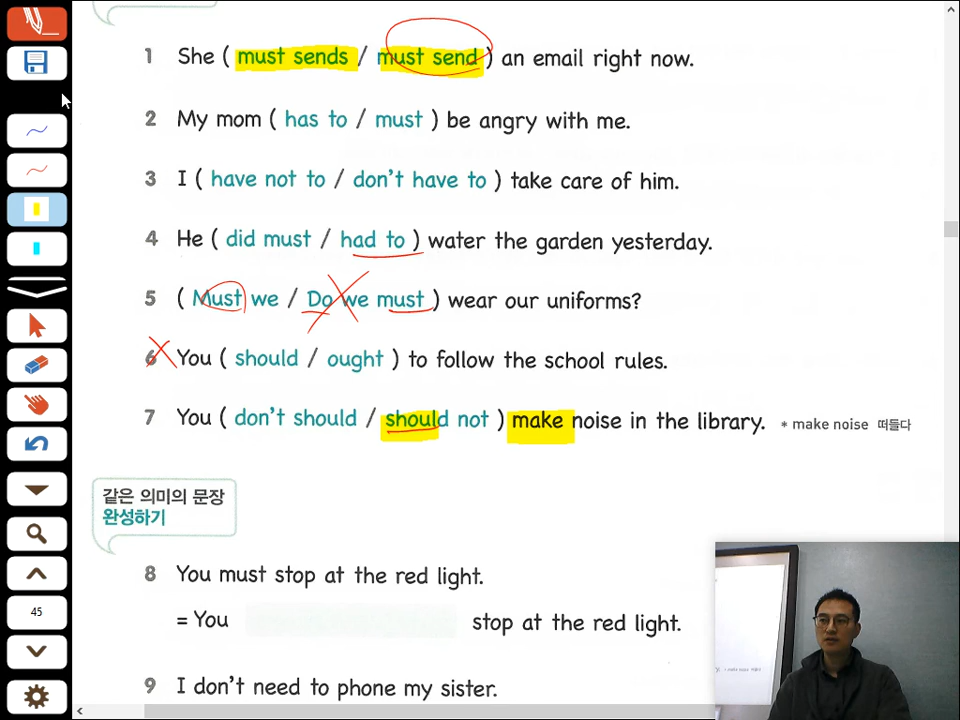 1 She ( must sends / must send ) an email right now.
2 My mom ( has to / must ) be angry with me.
3 I ( have not to / don't have to ) take care of him.
4 He ( did must / had to ) water the garden yesterday.
5 ( Must we / Do we must ) wear our uniforms?
6 You ( should / ought ) to follow the school rules.
7 You ( don't should / should not ) make noise in the library. * make noise 떠들다
같은 의미의 문장
완성하기
8 You must stop at the red light.
= You stop at the red light.
45
9 I don't need to phone my sister.